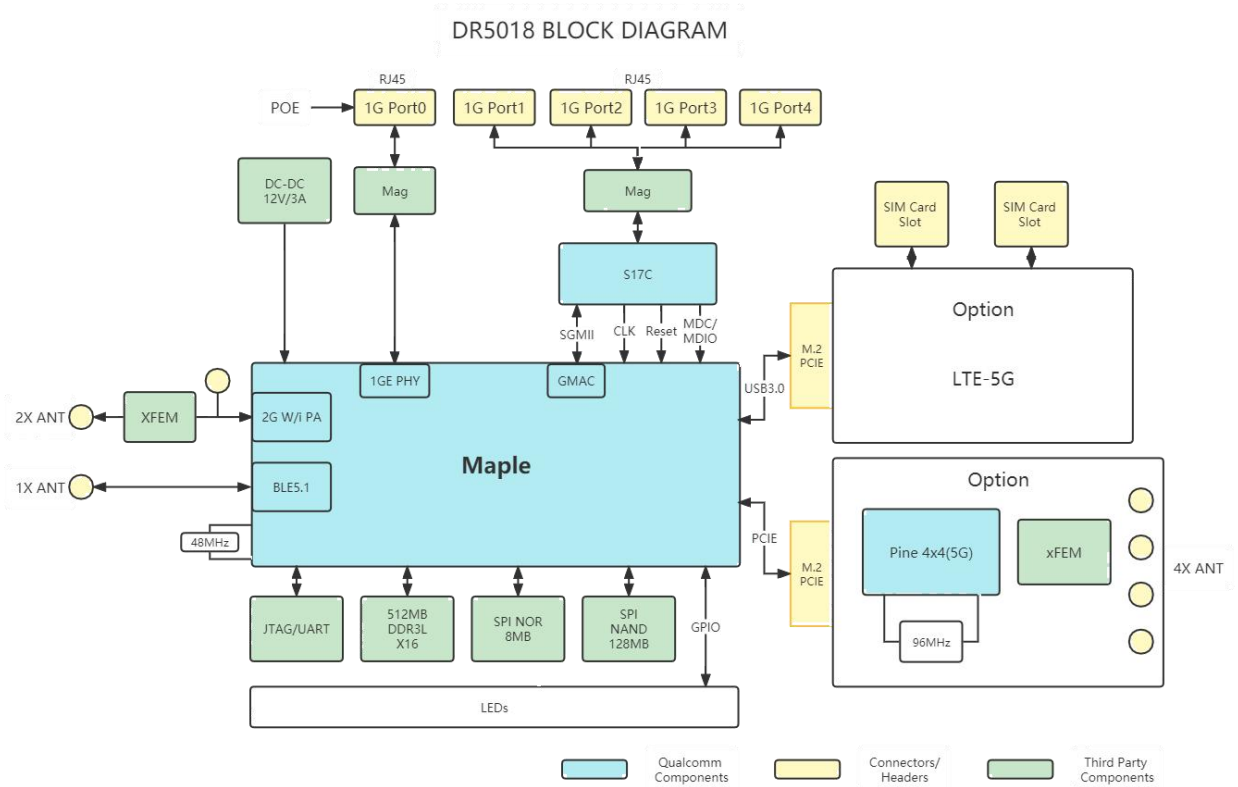 DR5018 BLOCK DIAGRAM
RJ45
RJ45
POE
1G Port0
1G Port1
1G Port2
1G Port3
1G Port4
DC-DC
12V/3A
Mag
Mag
SIM Card
Slot
SIM Card
Slot
S17C
SGMII
CLK
Reset
MDC/
MDIO
Option
LTE-5G
M.2
PCIE
USB3.0
1GE PHY
GMAC
2X ANT
XFEM
2G W/i PA
Maple
1X ANT
BLE5.1
48MHz
PCIE
M.2
PCIE
Option
Pine 4x4(5G)
xFEM
4X ANT
96MHz
JTAG/UART
512MB
DDR3L
X16
SPI NOR
8MB
SPI
NAND
128MB
GPIO
LEDs
Qualcomm
Components
Connectors/
Headers
Third Party
Components